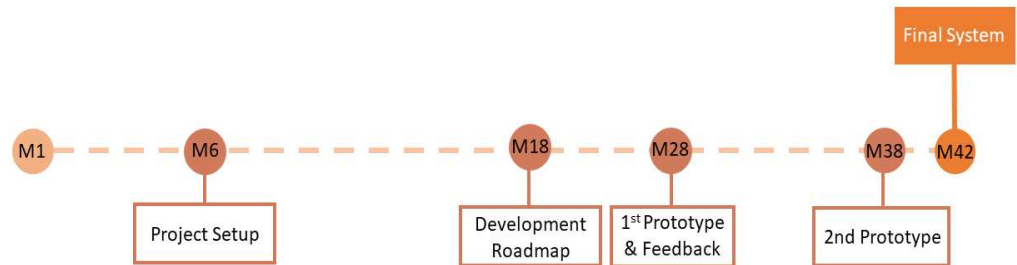 Final System
M1
M6
M18
M28
M38
M42
Project Setup
Development
Roadmap
1st Prototype
& Feedback
2nd Prototype